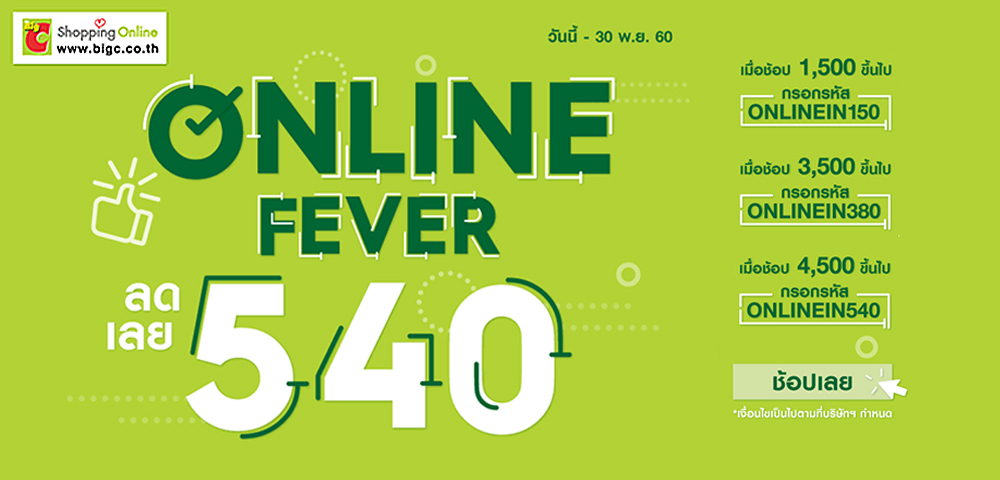 Big C
Shopping Online
www.bigc.co.th
วันนี้ - 30 พ.ย. 60
ONLINE
FEVER
ลด
เลย
540
เมื่อช้อป 1,500 ขึ้นไป
กรอกรหัส
ONLINEIN150
เมื่อช้อป 3,500 ขึ้นไป
กรอกรหัส
ONLINEIN380
เมื่อช้อป 4,500 ขึ้นไป
กรอกรหัส
ONLINEIN540
ช้อปเลย
*เงื่อนไขเป็นไปตามที่บริษัทฯ กำหนด